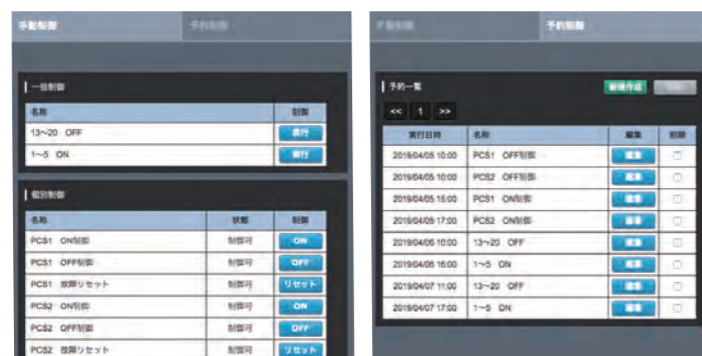 手動制御 予約制御
一括制御
名称 制御
13～20 OFF 実行
1～5 ON 実行
個別制御
名称 状態 制御
PCS1 ON制御 制御可 ON
PCS1 OFF制御 制御可 OFF
PCS1 故障リセット 制御可 リセット
PCS2 ON制御 制御可 ON
PCS2 OFF制御 制御可 OFF
PCS2 故障リセット 制御可 リセット
手動制御 予約制御
予約一覧 新規作成
<< 1 >>
実行日時 名称 編集 削除
2019/04/05 10:00 PCS1 OFF制御 編集
2019/04/05 10:00 PCS2 OFF制御 編集
2019/04/05 15:00 PCS1 ON制御 編集
2019/04/05 17:00 PCS2 ON制御 編集
2019/04/06 10:00 13～20 OFF 編集
2019/04/06 16:00 1～5 ON 編集
2019/04/07 11:00 13～20 OFF 編集
2019/04/07 17:00 1～5 ON 編集